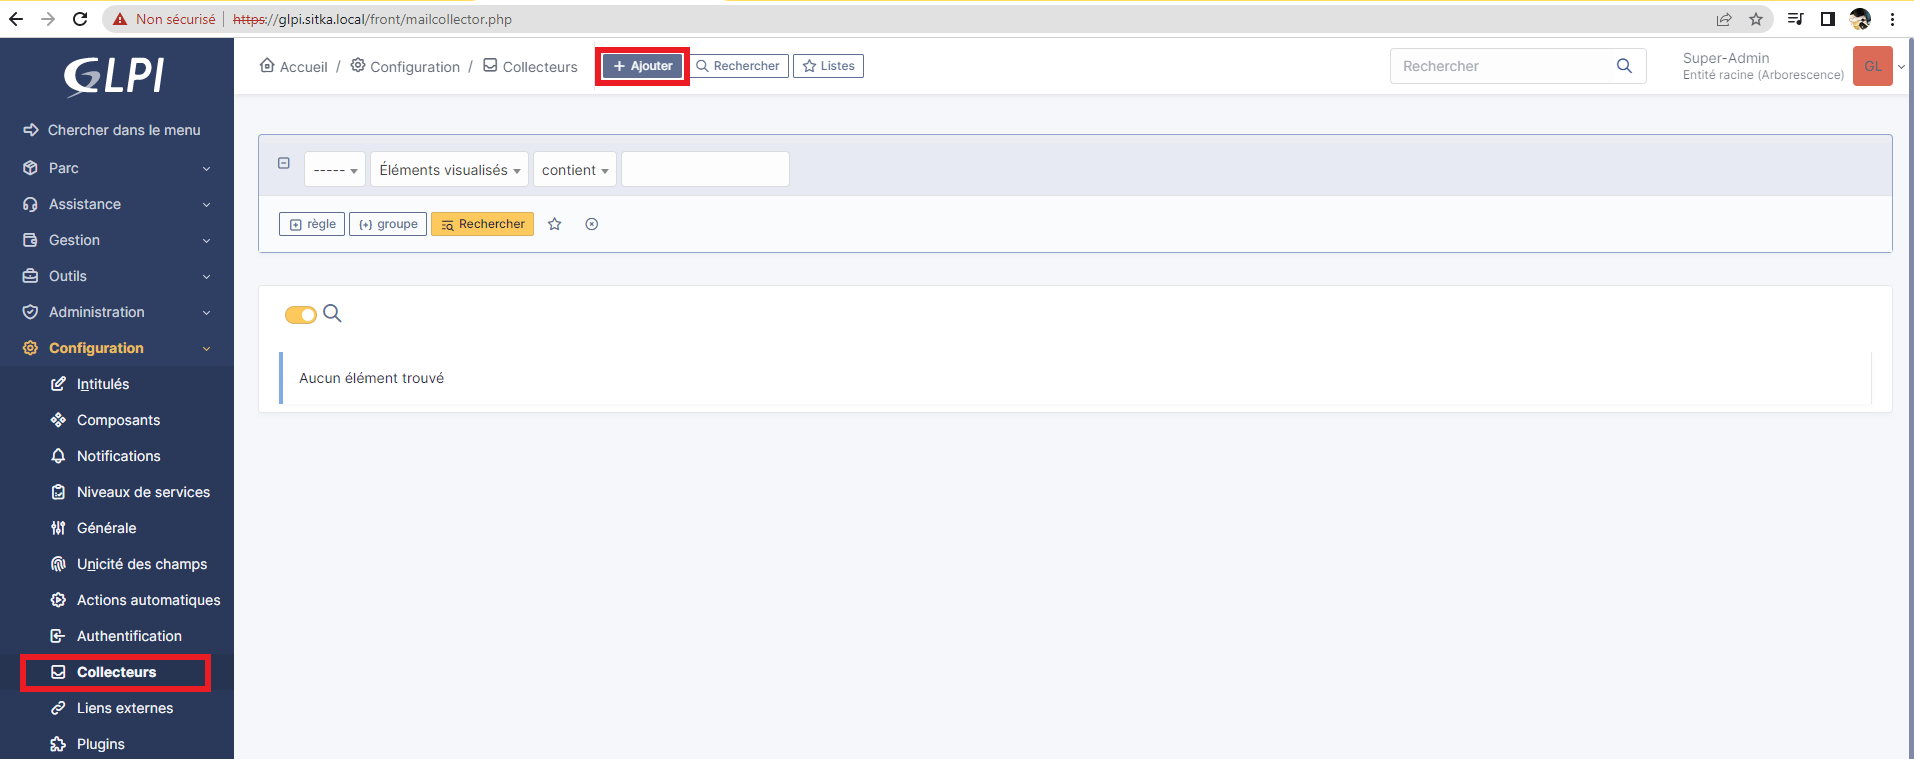 Non sécurisé | https://glpi.sitka.local/front/mailcollector.php
GLPI
Accueil / Configuration / Collecteurs
+ Ajouter
Rechercher
Listes
Rechercher
Super-Admin
Entité racine (Arborescence)
GL
Chercher dans le menu
Parc
Assistance
Gestion
Outils
Administration
Configuration
Intitulés
Composants
Notifications
Niveaux de services
Générale
Unicité des champs
Actions automatiques
Authentification
Collecteurs
Liens externes
Plugins
----- Éléments visualisés contient
règle
groupe
Rechercher
Aucun élément trouvé